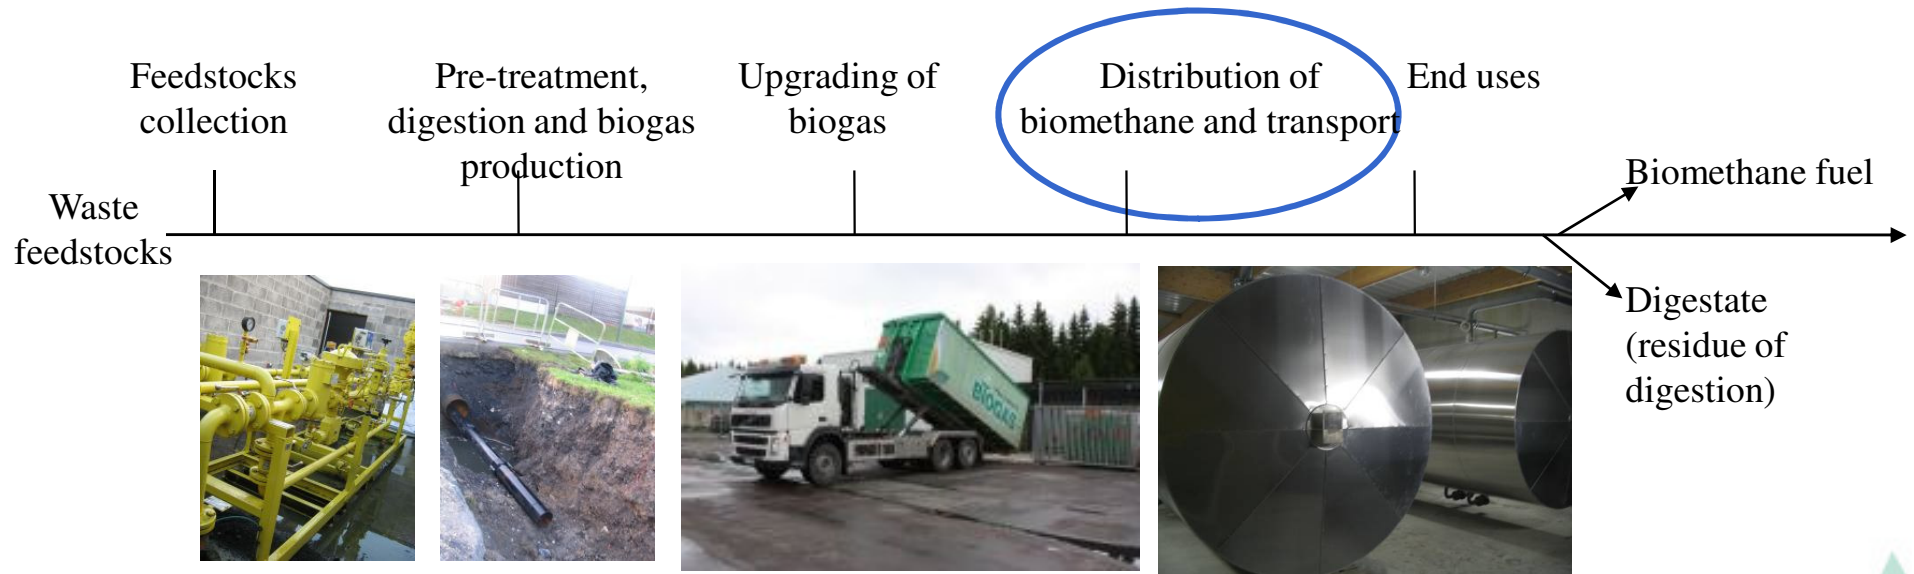 Feedstocks
collection
Pre-treatment,
digestion and biogas
production
Upgrading of
biogas
Distribution of
biomethane and transport
End uses
Waste
feedstocks
Biomethane fuel
Digestate
(residue of
digestion)
BIOGAS